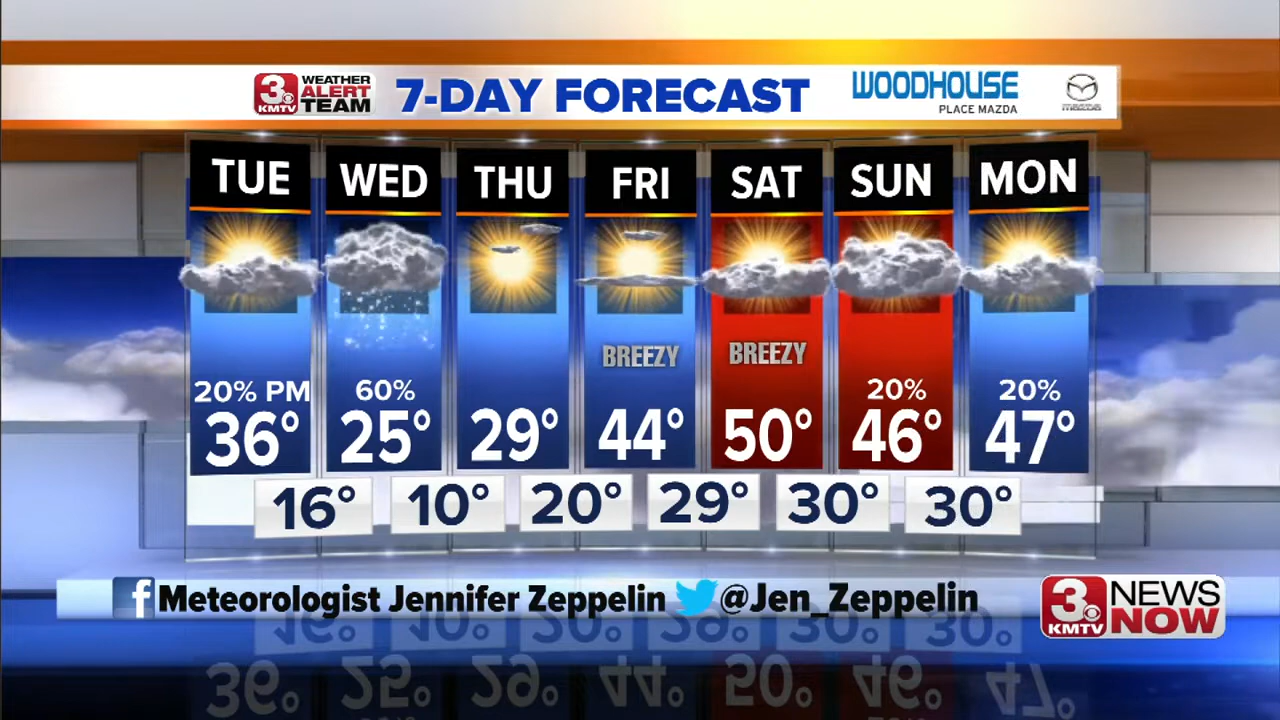 3 KMTV WEATHER ALERT TEAM
7-DAY FORECAST
WOODHOUSE
PLACE MAZDA
TUE WED THU FRI SAT SUN MON
BREEZY BREEZY
20% PM 60% 20% 20%
36° 25° 29° 44° 50° 46° 47°
16° 10° 20° 29° 30° 30°
f Meteorologist Jennifer Zeppelin @Jen_Zeppelin
3 KMTV NEWS NOW